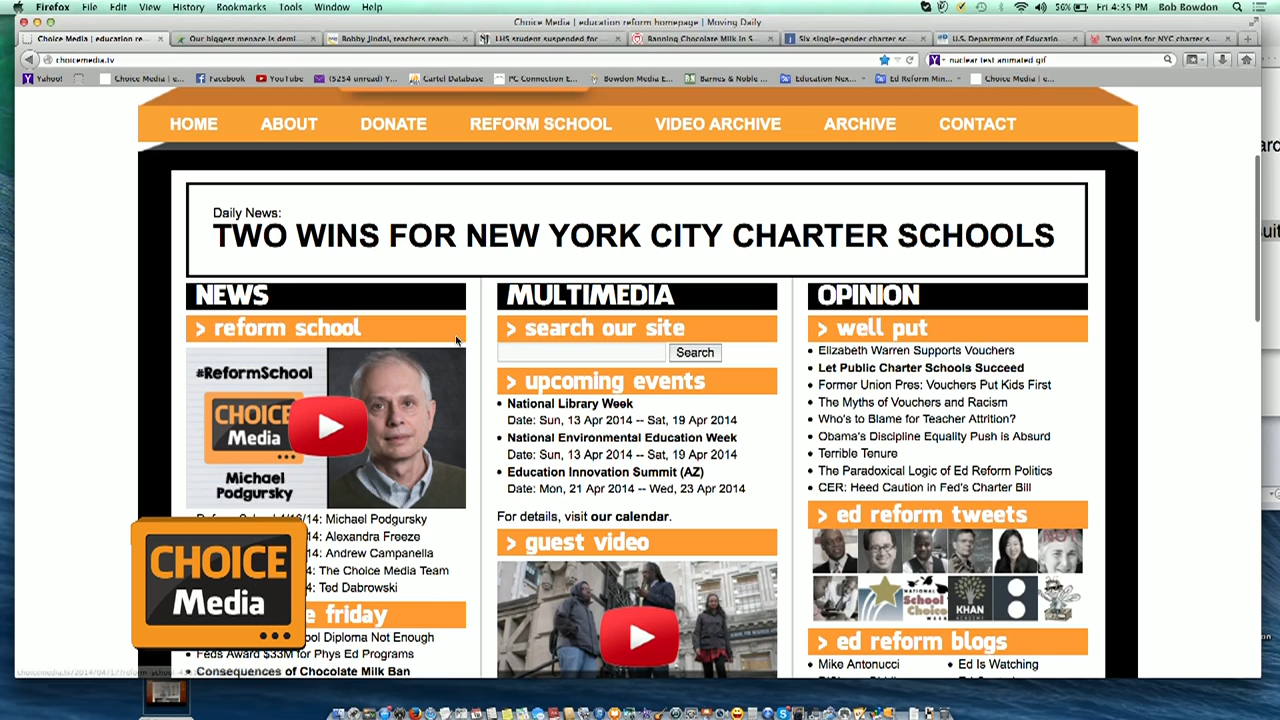 Firefox File Edit View History Bookmarks Tools Window Help 56% Fri 4:35 PM Bob Bowdon
Choice Media | education reform homepage | Moving Daily
Choice Media | education re... Our biggest menace is demi... Bobby Jindal, teachers reach... LHS student suspended for... Banning Chocolate Milk in S... Six single-gender charter sc... U.S. Department of Educatio... Two wins for NYC charter s...
choicemedia.tv nuclear test animated gif
Yahoo! Choice Media | e... Facebook YouTube (5254 unread) Y... Cartel Database PC Connection E... Bowdon Media E... Barnes & Noble ... Education Nex... Ed Reform Min... Choice Media | e...
HOME ABOUT DONATE REFORM SCHOOL VIDEO ARCHIVE ARCHIVE CONTACT
Daily News:
TWO WINS FOR NEW YORK CITY CHARTER SCHOOLS
NEWS
> reform school
#ReformSchool
CHOICE
Media
Michael
Podgursky
Michael Podgursky
4: Alexandra Freeze
4: Andrew Campanella
4: The Choice Media Team
4: Ted Dabrowski
CHOICE
Media
e friday
ool Diploma Not Enough
Feds Award $33M for Phys Ed Programs
Consequences of Chocolate Milk Ban
MULTIMEDIA
> search our site
Search
> upcoming events
• National Library Week
Date: Sun, 13 Apr 2014 -- Sat, 19 Apr 2014
• National Environmental Education Week
Date: Sun, 13 Apr 2014 -- Sat, 19 Apr 2014
• Education Innovation Summit (AZ)
Date: Mon, 21 Apr 2014 -- Wed, 23 Apr 2014
For details, visit our calendar.
> guest video
OPINION
> well put
• Elizabeth Warren Supports Vouchers
• Let Public Charter Schools Succeed
• Former Union Pres: Vouchers Put Kids First
• The Myths of Vouchers and Racism
• Who's to Blame for Teacher Attrition?
• Obama's Discipline Equality Push is Absurd
• Terrible Tenure
• The Paradoxical Logic of Ed Reform Politics
• CER: Heed Caution in Fed's Charter Bill
> ed reform tweets
NOT
NATIONAL
School
Choice
WEEK
KHAN
> ed reform blogs
• Mike Antonucci • Ed Is Watching